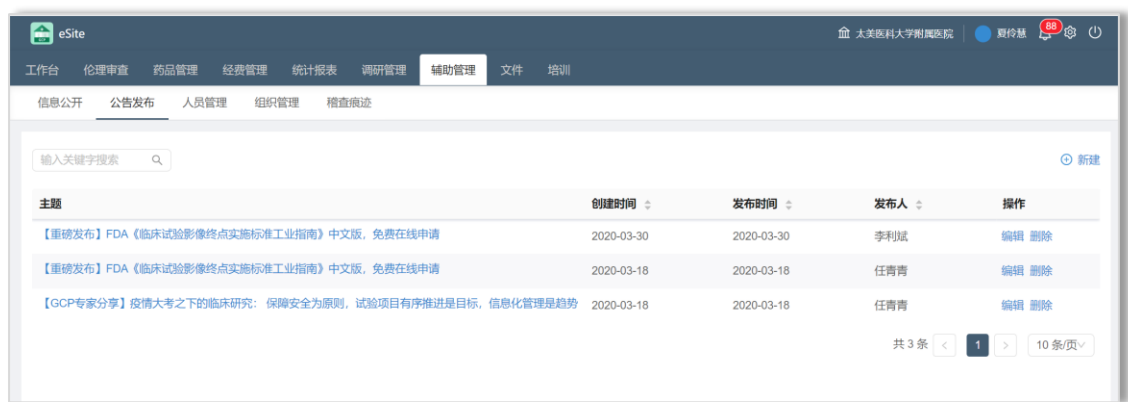 eSite 太美医科大学附属医院 夏伶慧 88
工作台 伦理审查 药品管理 经费管理 统计报表 调研管理 辅助管理 文件 培训
信息公开 公告发布 人员管理 组织管理 稽查痕迹
输入关键字搜索 新建
主题 创建时间 发布时间 发布人 操作
【重磅发布】FDA《临床试验影像终点实施标准工业指南》中文版，免费在线申请 2020-03-30 2020-03-30 李利斌 编辑 删除
【重磅发布】FDA《临床试验影像终点实施标准工业指南》中文版，免费在线申请 2020-03-18 2020-03-18 任青青 编辑 删除
【GCP专家分享】疫情大考之下的临床研究： 保障安全为原则，试验项目有序推进是目标，信息化管理是趋势 2020-03-18 2020-03-18 任青青 编辑 删除
共 3 条 < 1 > 10 条/页